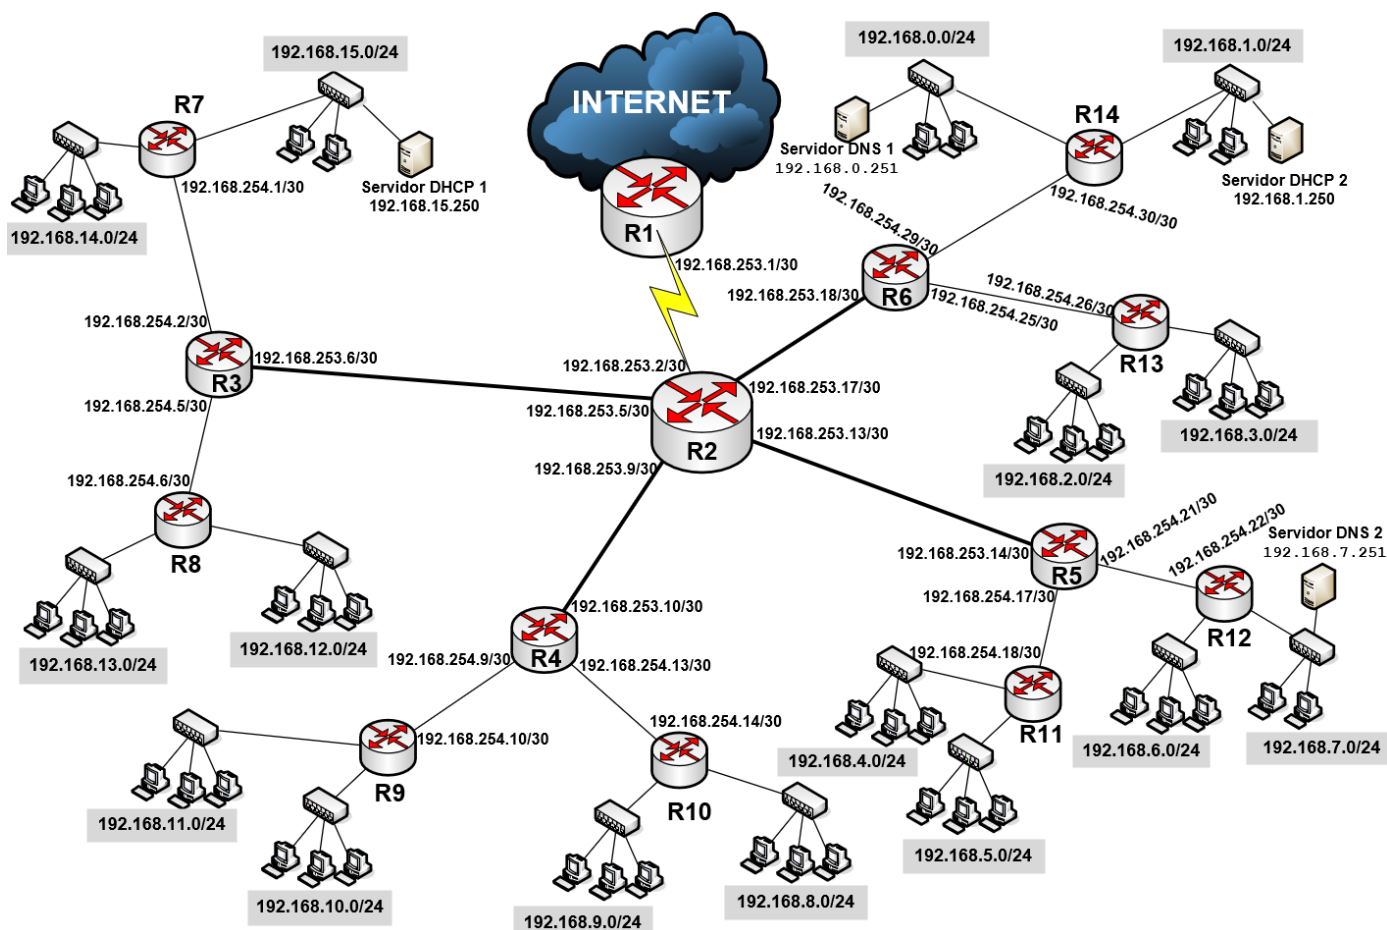 192.168.15.0/24
R7
192.168.254.1/30
Servidor DHCP 1
192.168.15.250
192.168.14.0/24
INTERNET
R1
192.168.253.1/30
192.168.0.0/24
192.168.1.0/24
R14
Servidor DNS 1
192.168.0.251
Servidor DHCP 2
192.168.1.250
192.168.254.29/30
192.168.254.30/30
R6
192.168.253.18/30
192.168.254.26/30
192.168.254.25/30
R13
192.168.3.0/24
192.168.2.0/24
192.168.254.2/30
R3
192.168.253.6/30
192.168.254.5/30
192.168.253.2/30
192.168.253.5/30
192.168.253.17/30
192.168.253.13/30
R2
192.168.253.9/30
192.168.254.6/30
R8
192.168.13.0/24
192.168.12.0/24
192.168.253.14/30
R5
192.168.254.21/30
192.168.254.22/30
Servidor DNS 2
192.168.7.251
192.168.254.17/30
R12
192.168.6.0/24
192.168.7.0/24
192.168.253.10/30
R4
192.168.254.9/30
192.168.254.13/30
192.168.254.18/30
R11
192.168.4.0/24
192.168.5.0/24
192.168.254.10/30
R9
192.168.11.0/24
192.168.10.0/24
192.168.254.14/30
R10
192.168.9.0/24
192.168.8.0/24